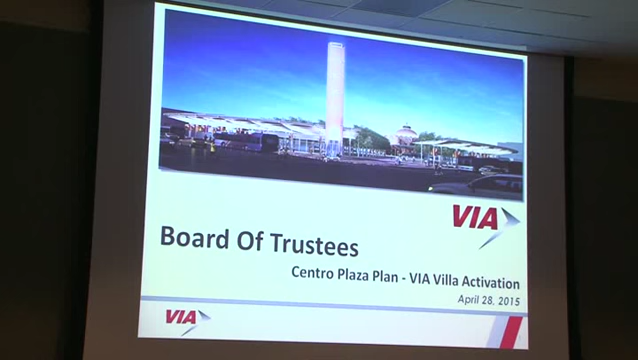 VIA
Board Of Trustees
Centro Plaza Plan - VIA Villa Activation
April 28, 2015
VIA